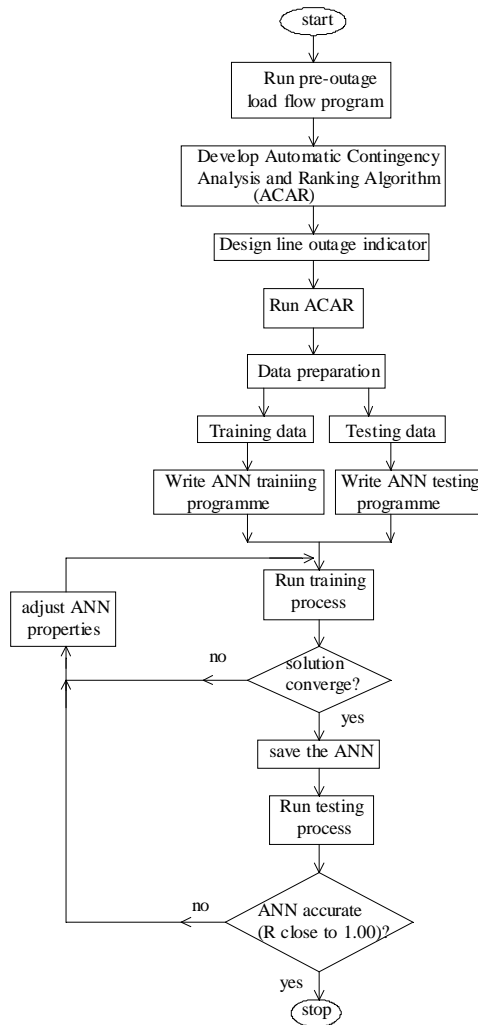 start
Run pre-outage
load flow program
Develop Automatic Contingency
Analysis and Ranking Algorithm
(ACAR)
Design line outage indicator
Run ACAR
Data preparation
Training data
Testing data
Write ANN trainiing
programme
Write ANN testing
programme
Run training
process
adjust ANN
properties
no
solution
converge?
yes
save the ANN
Run testing
process
no
ANN accurate
(R close to 1.00)?
yes
stop